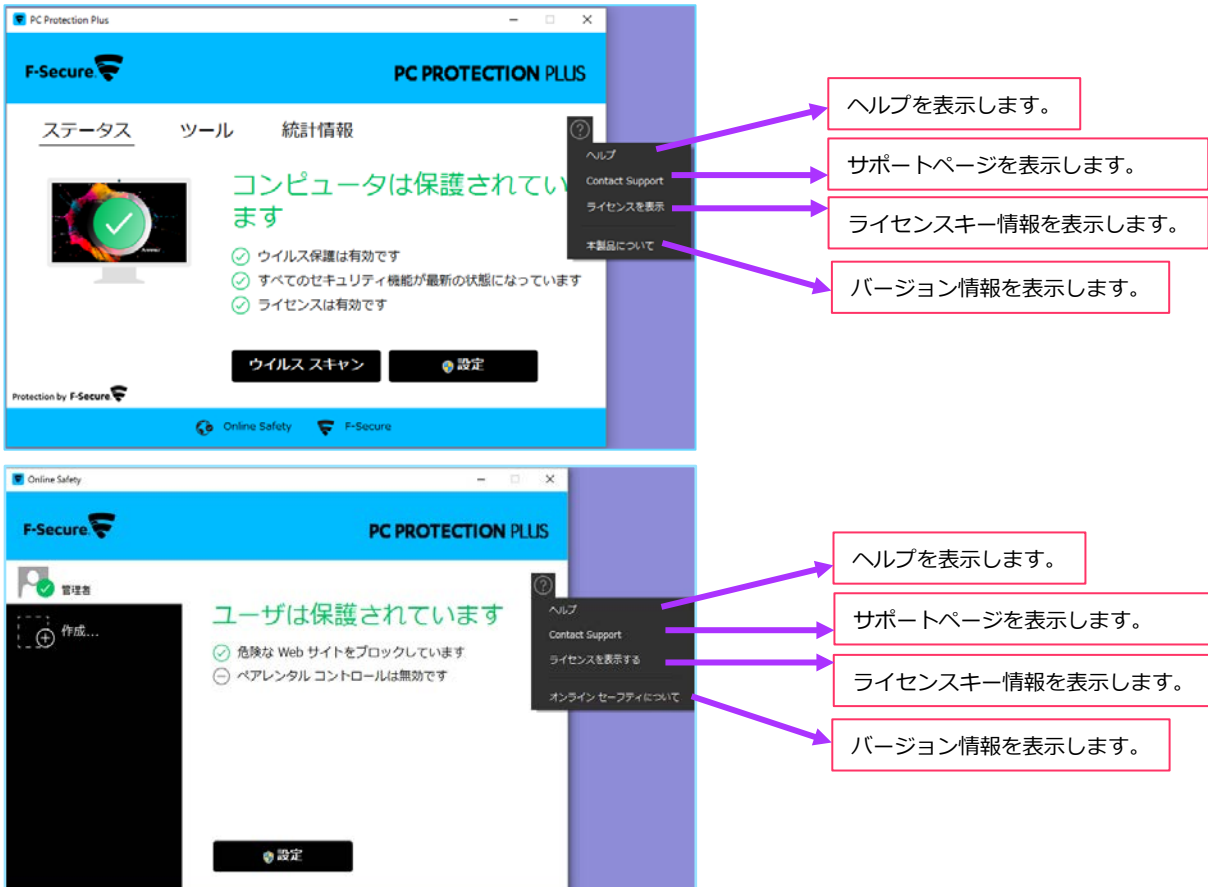 PC Protection Plus
F-Secure.
PC PROTECTION PLUS
ステータス ツール 統計情報
コンピュータは保護されてい
ます
ウイルス保護は有効です
すべてのセキュリティ機能が最新の状態になっています
ライセンスは有効です
ウイルス スキャン
設定
Protection by F-Secure.
Online Safety
F-Secure
ヘルプ
Contact Support
ライセンスを表示
本製品について
ヘルプを表示します。
サポートページを表示します。
ライセンスキー情報を表示します。
バージョン情報を表示します。
Online Safety
F-Secure.
PC PROTECTION PLUS
管理者
作成...
ユーザは保護されています
危険な Web サイトをブロックしています
ペアレンタル コントロールは無効です
設定
ヘルプ
Contact Support
ライセンスを表示する
オンライン セーフティについて
ヘルプを表示します。
サポートページを表示します。
ライセンスキー情報を表示します。
バージョン情報を表示します。